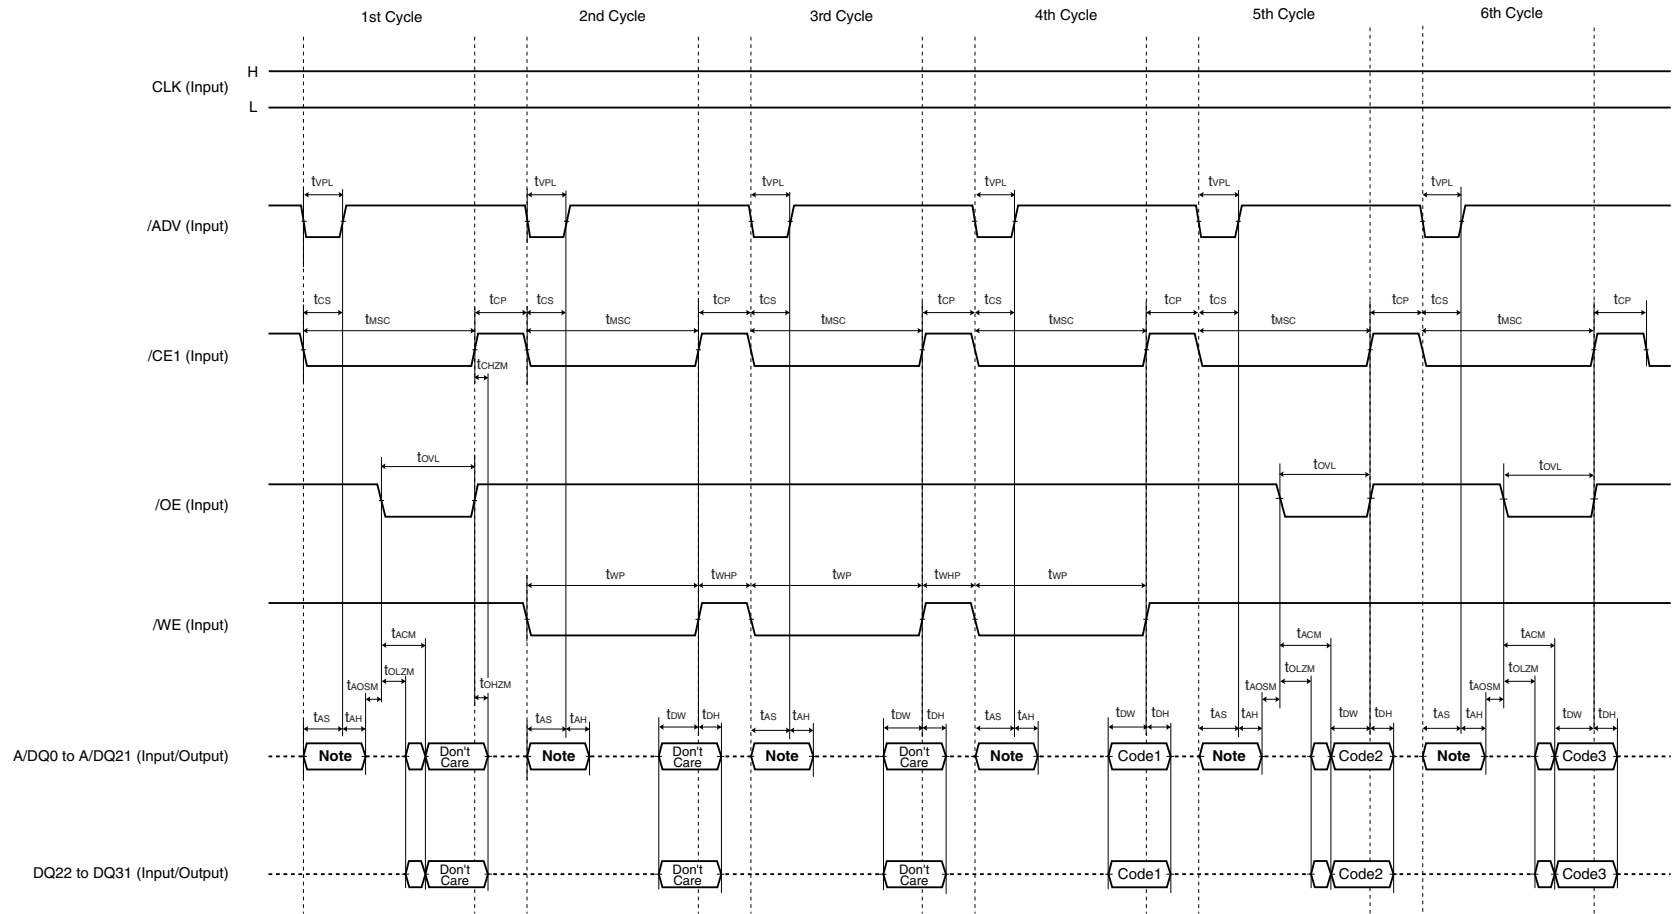 1st Cycle 2nd Cycle 3rd Cycle 4th Cycle 5th Cycle 6th Cycle
H
CLK (Input)
L
tVPL tVPL tVPL tVPL tVPL tVPL
/ADV (Input)
tCS tCP tCS tCP tCS tCP tCS tCP tCS tCP tCS tCP
tMSC tMSC tMSC tMSC tMSC tMSC
/CE1 (Input)
tCHZM
tOVL tOVL tOVL
/OE (Input)
tWP tWHP tWP tWHP tWP
/WE (Input)
tACM tACM tACM
tOLZM tOLZM tOLZM
tAOSM tOHZM tAOSM tAOSM
tAS tAH tAS tAH tDW tDH tAS tAH tDW tDH tAS tAH tDW tDH tAS tAH tDW tDH tAS tAH tDW tDH
A/DQ0 to A/DQ21 (Input/Output) Note Don't Care Note Don't Care Note Don't Care Note Code1 Note Code2 Note Code3
DQ22 to DQ31 (Input/Output) Don't Care Don't Care Don't Care Code1 Code2 Code3